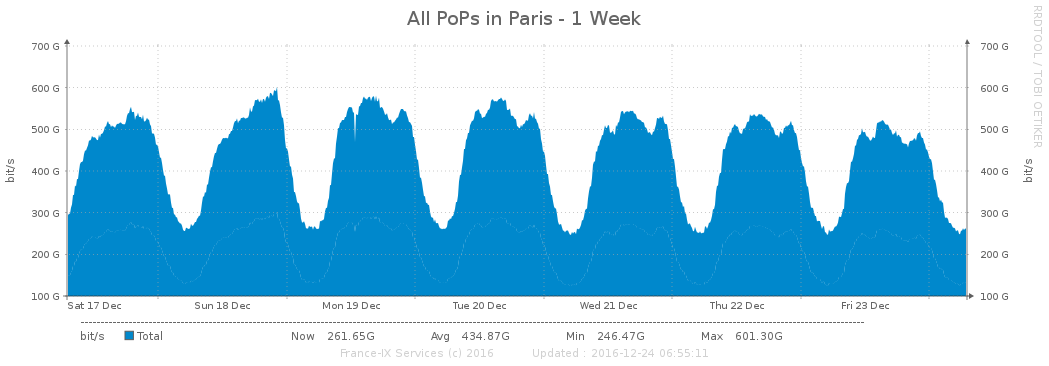 All PoPs in Paris - 1 Week
RRDTOOL / TOBI OETIKER
700 G 700 G
600 G 600 G
500 G 500 G
400 G 400 G
300 G 300 G
200 G 200 G
100 G 100 G
bit/s bit/s
Sat 17 Dec Sun 18 Dec Mon 19 Dec Tue 20 Dec Wed 21 Dec Thu 22 Dec Fri 23 Dec
bit/s Total Now 261.65G Avg 434.87G Min 246.47G Max 601.30G
France-IX Services (c) 2016 Updated : 2016-12-24 06:55:11